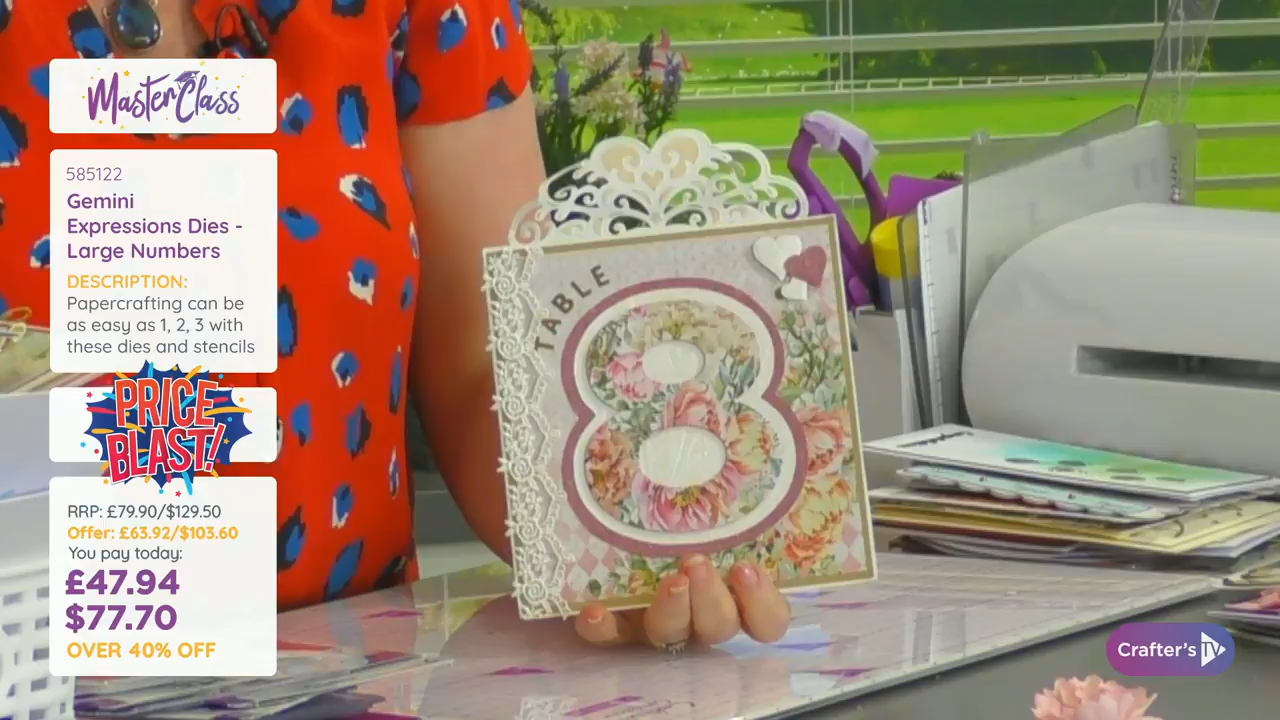 MasterClass
585122
Gemini
Expressions Dies -
Large Numbers
DESCRIPTION:
Papercrafting can be
as easy as 1, 2, 3 with
these dies and stencils
PRICE
BLAST!
RRP: £79.90/$129.50
Offer: £63.92/$103.60
You pay today:
£47.94
$77.70
OVER 40% OFF
TABLE
8
Crafter's TV